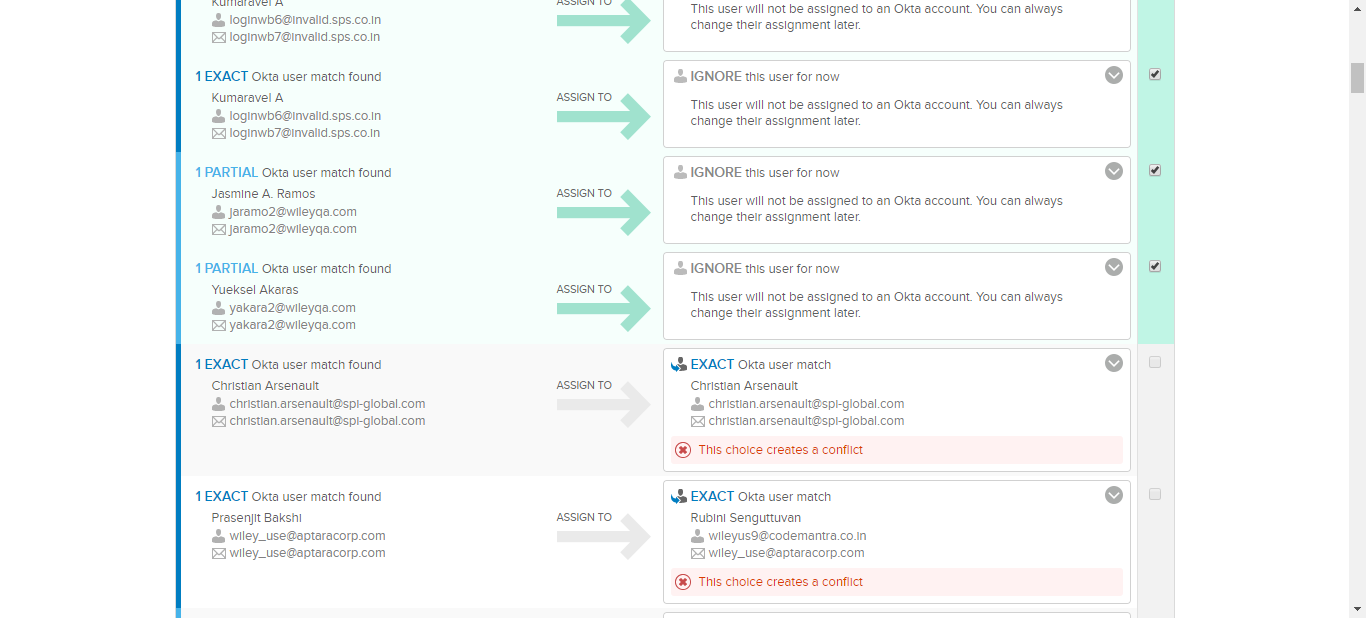 Kumaravel A
loginwb6@invalid.sps.co.in
loginwb7@invalid.sps.co.in
ASSIGN TO
This user will not be assigned to an Okta account. You can always
change their assignment later.
1 EXACT Okta user match found
Kumaravel A
loginwb6@invalid.sps.co.in
loginwb7@invalid.sps.co.in
ASSIGN TO
IGNORE this user for now
This user will not be assigned to an Okta account. You can always
change their assignment later.
1 PARTIAL Okta user match found
Jasmine A. Ramos
jaramo2@wileyqa.com
jaramo2@wileyqa.com
ASSIGN TO
IGNORE this user for now
This user will not be assigned to an Okta account. You can always
change their assignment later.
1 PARTIAL Okta user match found
Yueksel Akaras
yakara2@wileyqa.com
yakara2@wileyqa.com
ASSIGN TO
IGNORE this user for now
This user will not be assigned to an Okta account. You can always
change their assignment later.
1 EXACT Okta user match found
Christian Arsenault
christian.arsenault@spi-global.com
christian.arsenault@spi-global.com
ASSIGN TO
EXACT Okta user match
Christian Arsenault
christian.arsenault@spi-global.com
christian.arsenault@spi-global.com
This choice creates a conflict
1 EXACT Okta user match found
Prasenjit Bakshi
wiley_use@aptaracorp.com
wiley_use@aptaracorp.com
ASSIGN TO
EXACT Okta user match
Rubini Senguttuvan
wileyus9@codemantra.co.in
wiley_use@aptaracorp.com
This choice creates a conflict